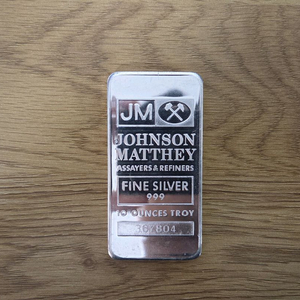 JM
JOHNSON
MATTHEY
ASSAYERS & REFINERS
FINE SILVER
999
10 OUNCES TROY